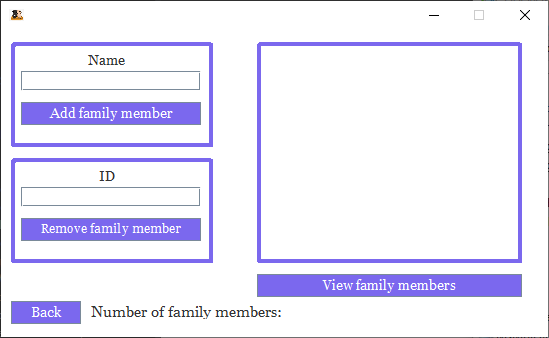 Name
Add family member
ID
Remove family member
View family members
Back
Number of family members: